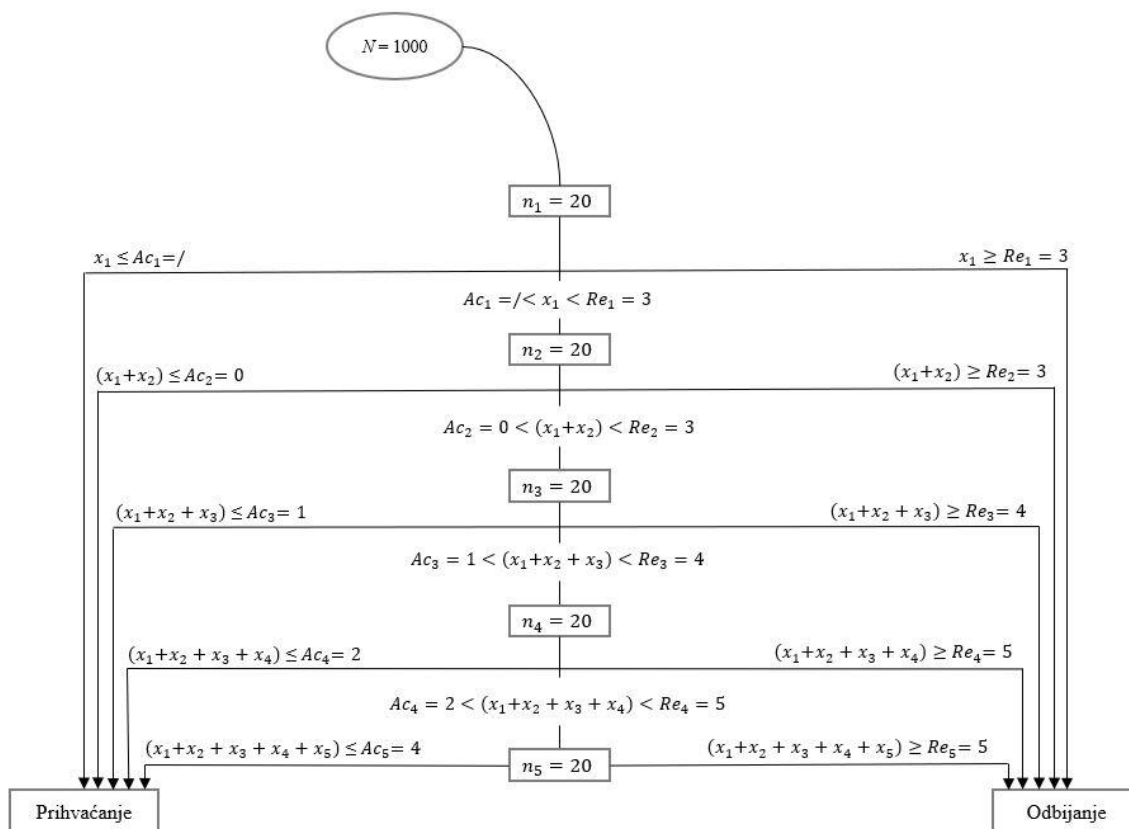 N = 1000
n₁ = 20
x₁ ≤ Ac₁=/
x₁ ≥ Re₁ = 3
Ac₁ =/< x₁ < Re₁ = 3
n₂ = 20
(x₁+x₂) ≤ Ac₂= 0
(x₁+x₂) ≥ Re₂= 3
Ac₂ = 0 < (x₁+x₂) < Re₂ = 3
n₃ = 20
(x₁+x₂ + x₃) ≤ Ac₃= 1
(x₁+x₂ + x₃) ≥ Re₃= 4
Ac₃ = 1 < (x₁+x₂ + x₃) < Re₃ = 4
n₄ = 20
(x₁+x₂ + x₃ + x₄) ≤ Ac₄= 2
(x₁+x₂ + x₃ + x₄) ≥ Re₄= 5
Ac₄ = 2 < (x₁+x₂ + x₃ + x₄) < Re₄ = 5
(x₁+x₂ + x₃ + x₄ + x₅) ≤ Ac₅= 4
n₅ = 20
(x₁+x₂ + x₃ + x₄ + x₅) ≥ Re₅= 5
Prihvaćanje
Odbijanje